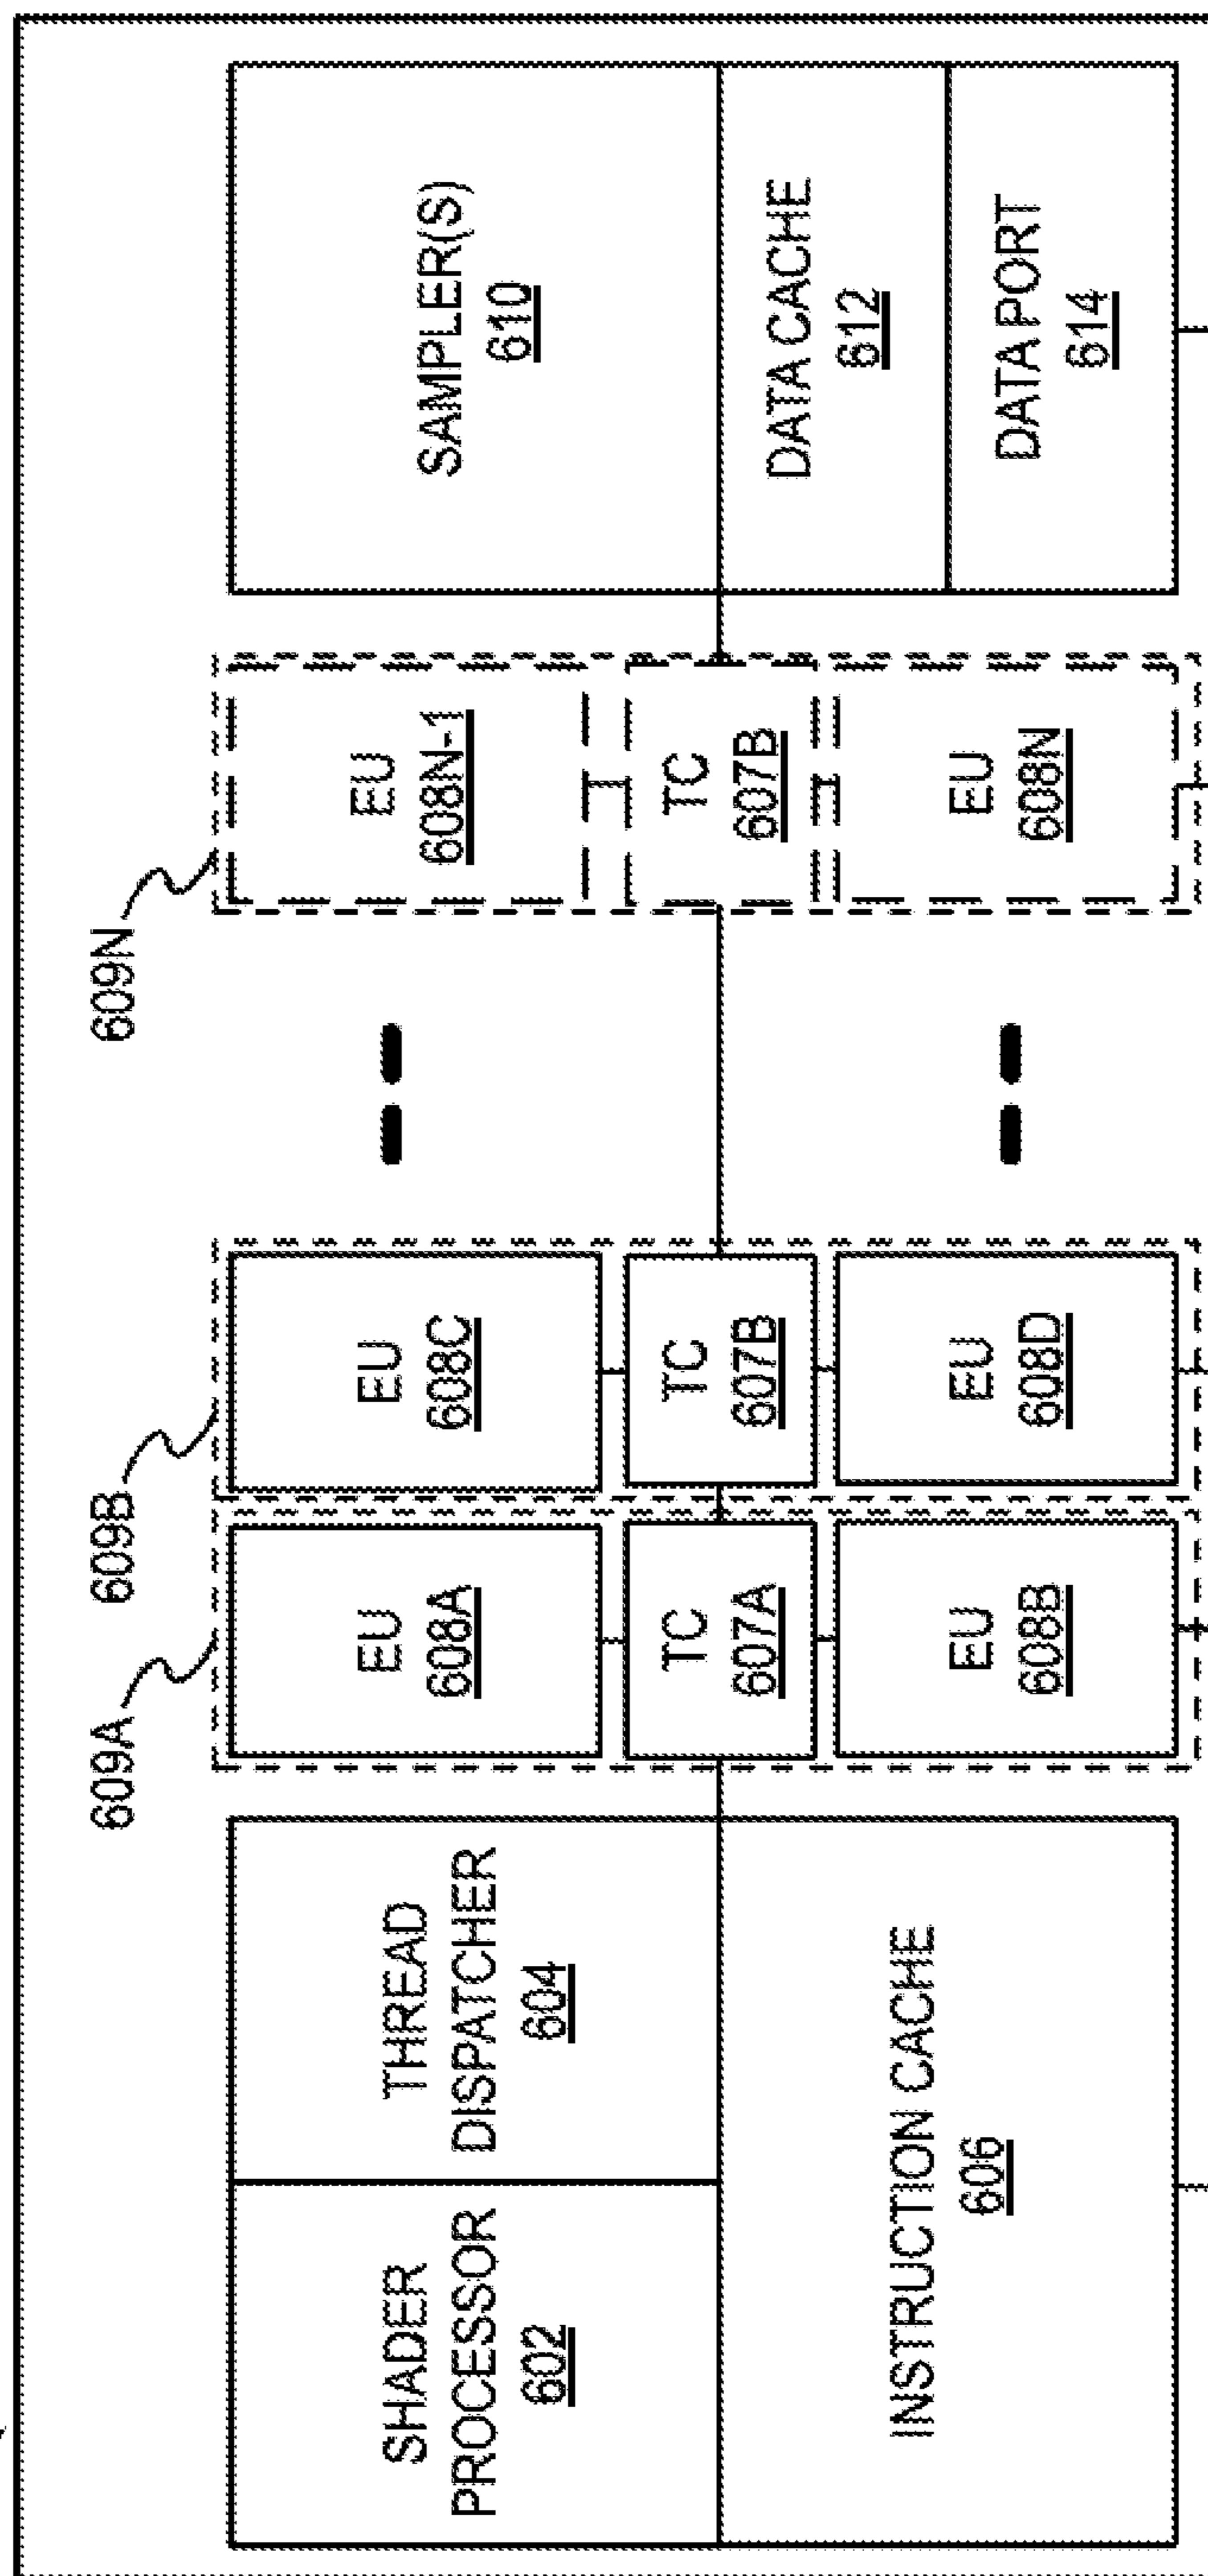 609A
609B
609N
SHADER
PROCESSOR
602
THREAD
DISPATCHER
604
INSTRUCTION CACHE
606
EU
608A
TC
607A
EU
608B
EU
608C
TC
607B
EU
608D
EU
608N-1
TC
607B
EU
608N
SAMPLER(S)
610
DATA CACHE
612
DATA PORT
614